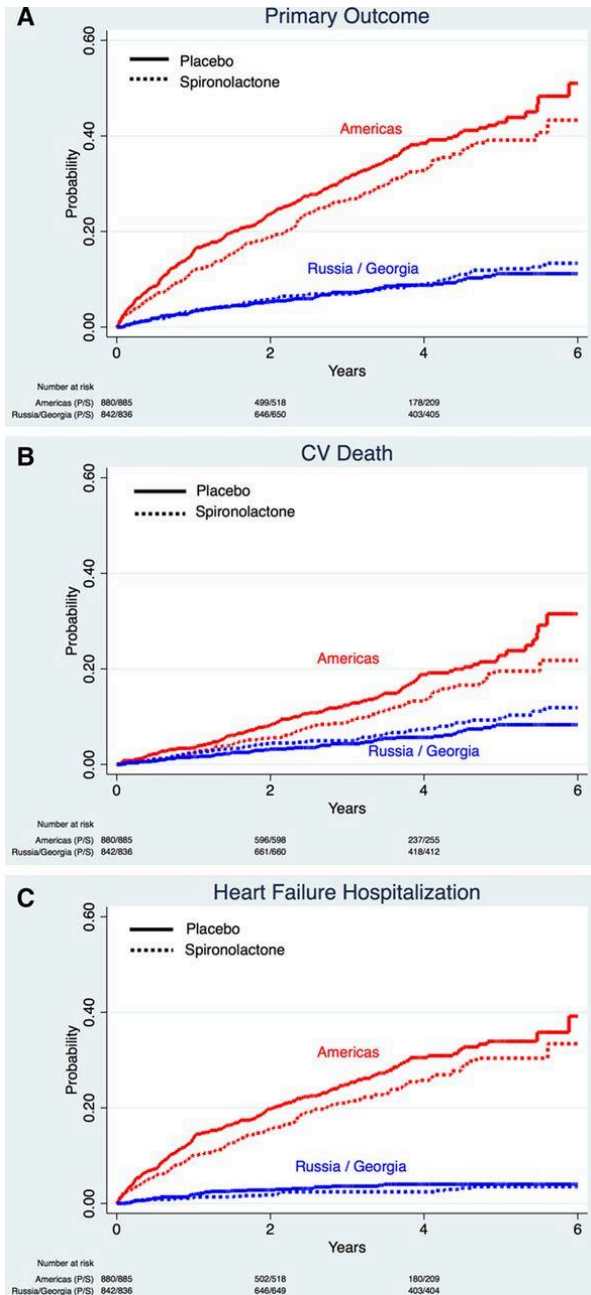 A
Primary Outcome
0.60
0.40
0.20
0.00
Probability
Placebo
Spironolactone
Americas
Russia / Georgia
0 2 4 6
Years
Number at risk
Americas (P/S) 880/885 499/518 178/209
Russia/Georgia (P/S) 842/836 646/650 403/405
B
CV Death
0.60
0.40
0.20
0.00
Probability
Placebo
Spironolactone
Americas
Russia / Georgia
0 2 4 6
Years
Number at risk
Americas (P/S) 880/885 596/598 237/255
Russia/Georgia (P/S) 842/836 661/660 418/412
C
Heart Failure Hospitalization
0.60
0.40
0.20
0.00
Probability
Placebo
Spironolactone
Americas
Russia / Georgia
0 2 4 6
Years
Number at risk
Americas (P/S) 880/885 502/518 180/209
Russia/Georgia (P/S) 842/836 646/649 403/404